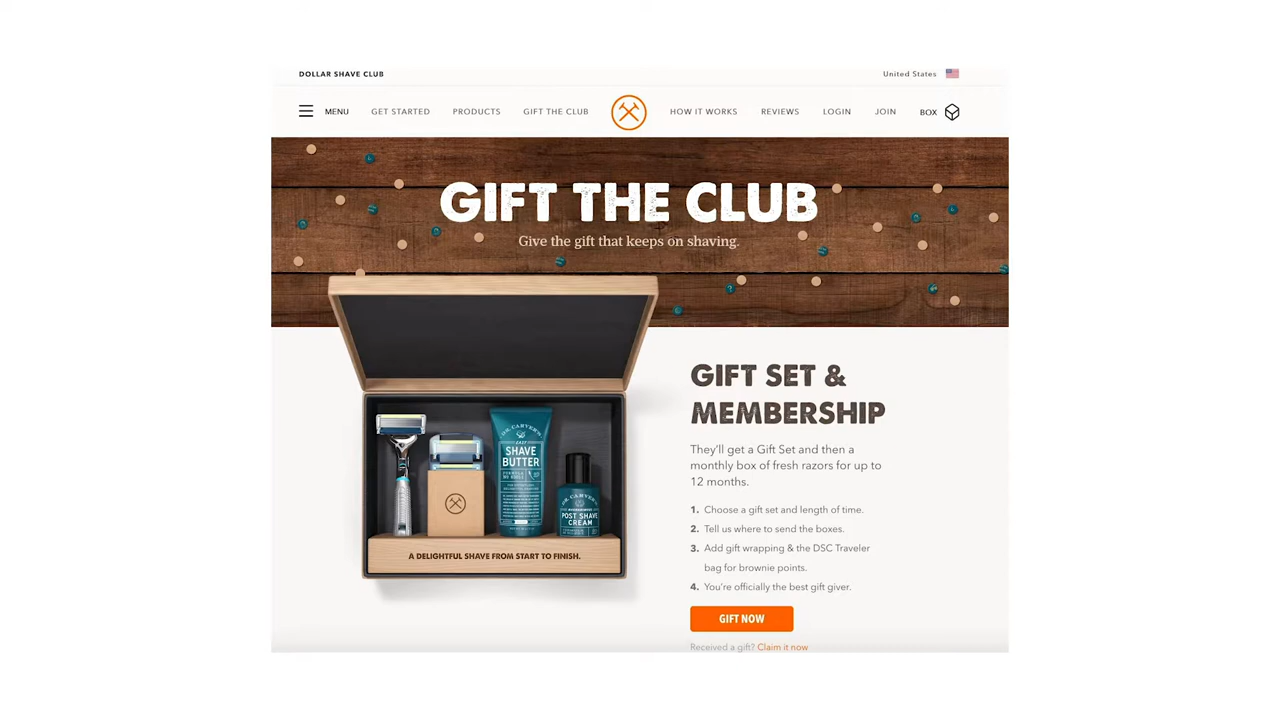 DOLLAR SHAVE CLUB
United States
MENU
GET STARTED
PRODUCTS
GIFT THE CLUB
HOW IT WORKS
REVIEWS
LOGIN
JOIN
BOX
GIFT THE CLUB
Give the gift that keeps on shaving.
DR. CARVER'S
EASY
SHAVE
BUTTER
DR. CARVER'S
POST SHAVE
CREAM
A DELIGHTFUL SHAVE FROM START TO FINISH.
GIFT SET &
MEMBERSHIP
They'll get a Gift Set and then a
monthly box of fresh razors for up to
12 months.
1. Choose a gift set and length of time.
2. Tell us where to send the boxes.
3. Add gift wrapping & the DSC Traveler
bag for brownie points.
4. You're officially the best gift giver.
GIFT NOW
Received a gift? Claim it now